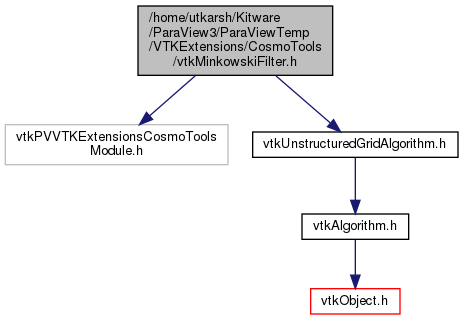 /home/utkarsh/Kitware
/ParaView3/ParaViewTemp
/VTKExtensions/CosmoTools
/vtkMinkowskiFilter.h
vtkPVVTKExtensionsCosmoTools
Module.h
vtkUnstructuredGridAlgorithm.h
vtkAlgorithm.h
vtkObject.h